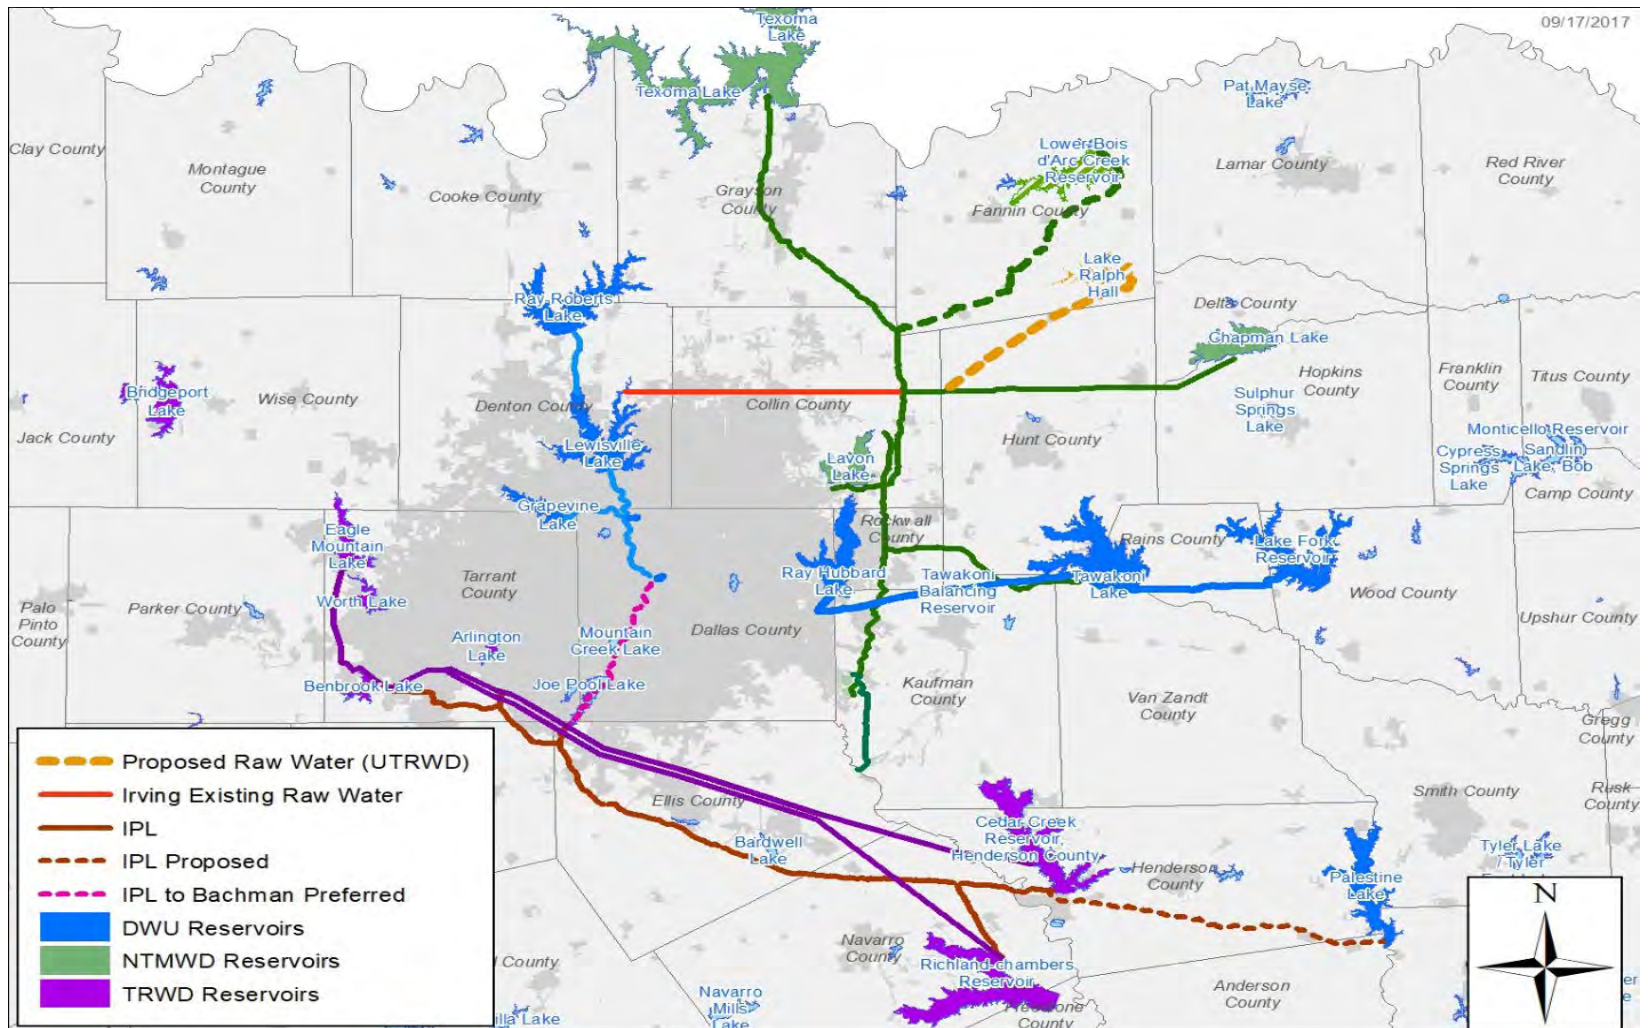 Texoma
Lake
09/17/2017
Texoma Lake
Pat Mayse
Lake
Clay County
Montague
County
Cooke County
Grayson
County
Lower Bois
d'Arc Creek
Reservoir
Fannin County
Lamar County
Red River
County
Lake
Ralph
Hall
Ray Roberts
Lake
Delta County
Chapman Lake
Bridgeport
Lake
Wise County
Denton County
Collin County
Hopkins
County
Franklin
County
Titus County
Sulphur
Springs
Lake
Jack County
Lewisville
Lake
Lavon
Lake
Hunt County
Monticello Reservoir
Cypress
Springs
Lake
Sandlin
Lake, Bob
Camp County
Grapevine
Lake
Eagle
Mountain
Lake
Rockwall
County
Rains County
Lake Fork
Reservoir
Tarrant
County
Ray Hubbard
Lake
Tawakoni
Balancing
Reservoir
Tawakoni
Lake
Wood County
Palo
Pinto
County
Parker County
Worth Lake
Arlington
Lake
Mountain
Creek Lake
Dallas County
Upshur County
Benbrook Lake
Joe Pool Lake
Kaufman
County
Van Zandt
County
Gregg
County
Proposed Raw Water (UTRWD)
Irving Existing Raw Water
IPL
IPL Proposed
IPL to Bachman Preferred
DWU Reservoirs
NTMWD Reservoirs
TRWD Reservoirs
Ellis County
Smith County
Rusk
County
Bardwell
Lake
Cedar Creek
Reservoir,
Henderson County
Henderson
County
Palestine
Lake
Tyler Lake
Tyler
N
Navarro
County
Richland-chambers
Reservoir
l County
Navarro
Mills
Lake
illa Lake
Freestone
County
Anderson
County
er
e